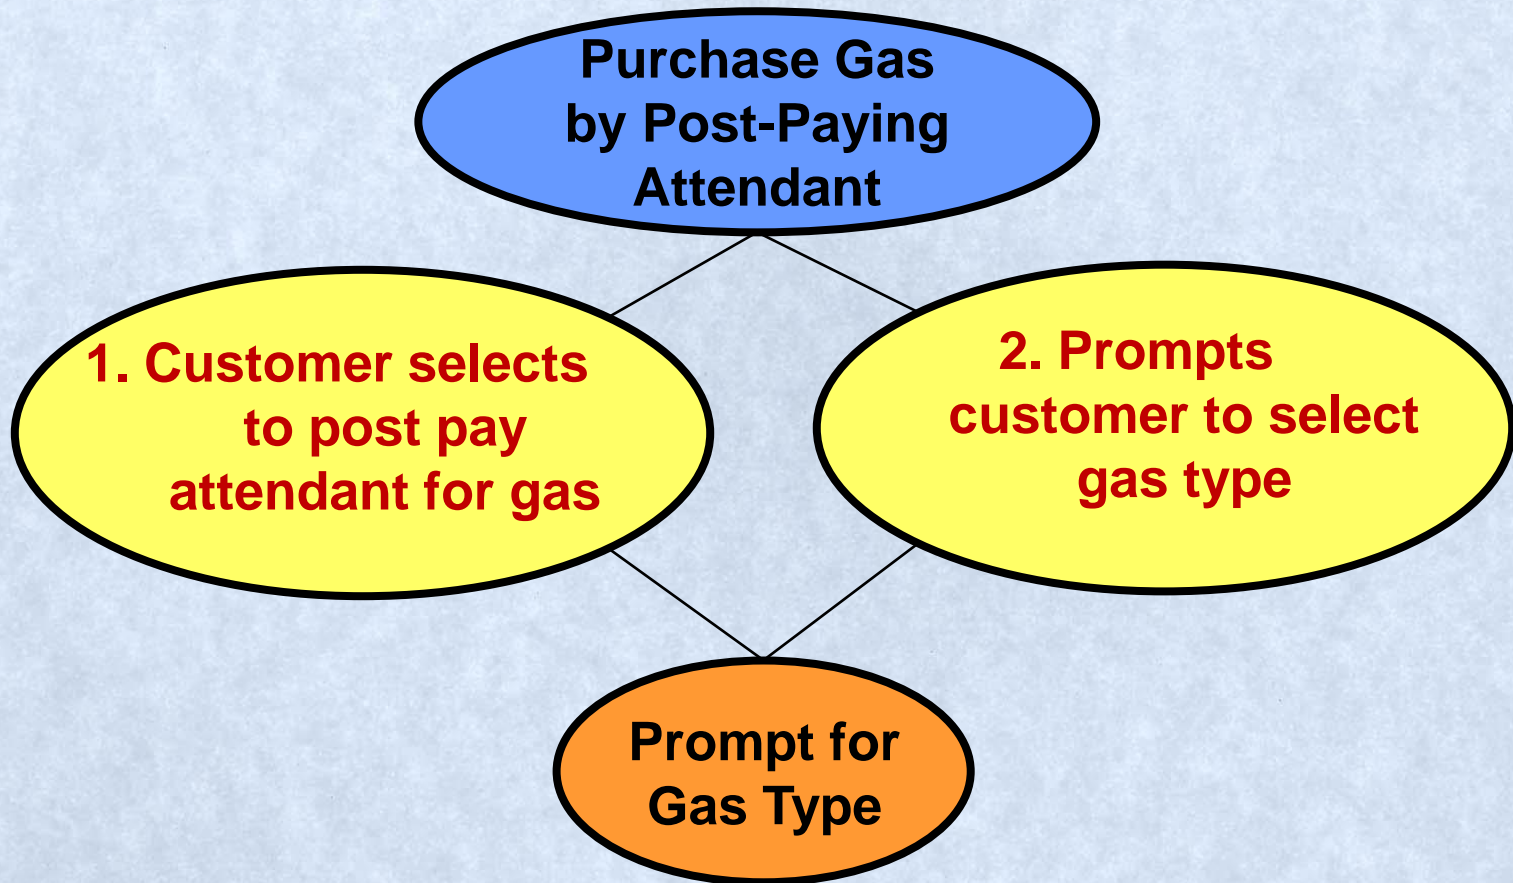 Purchase Gas
by Post-Paying
Attendant
1. Customer selects
to post pay
attendant for gas
2. Prompts
customer to select
gas type
Prompt for
Gas Type